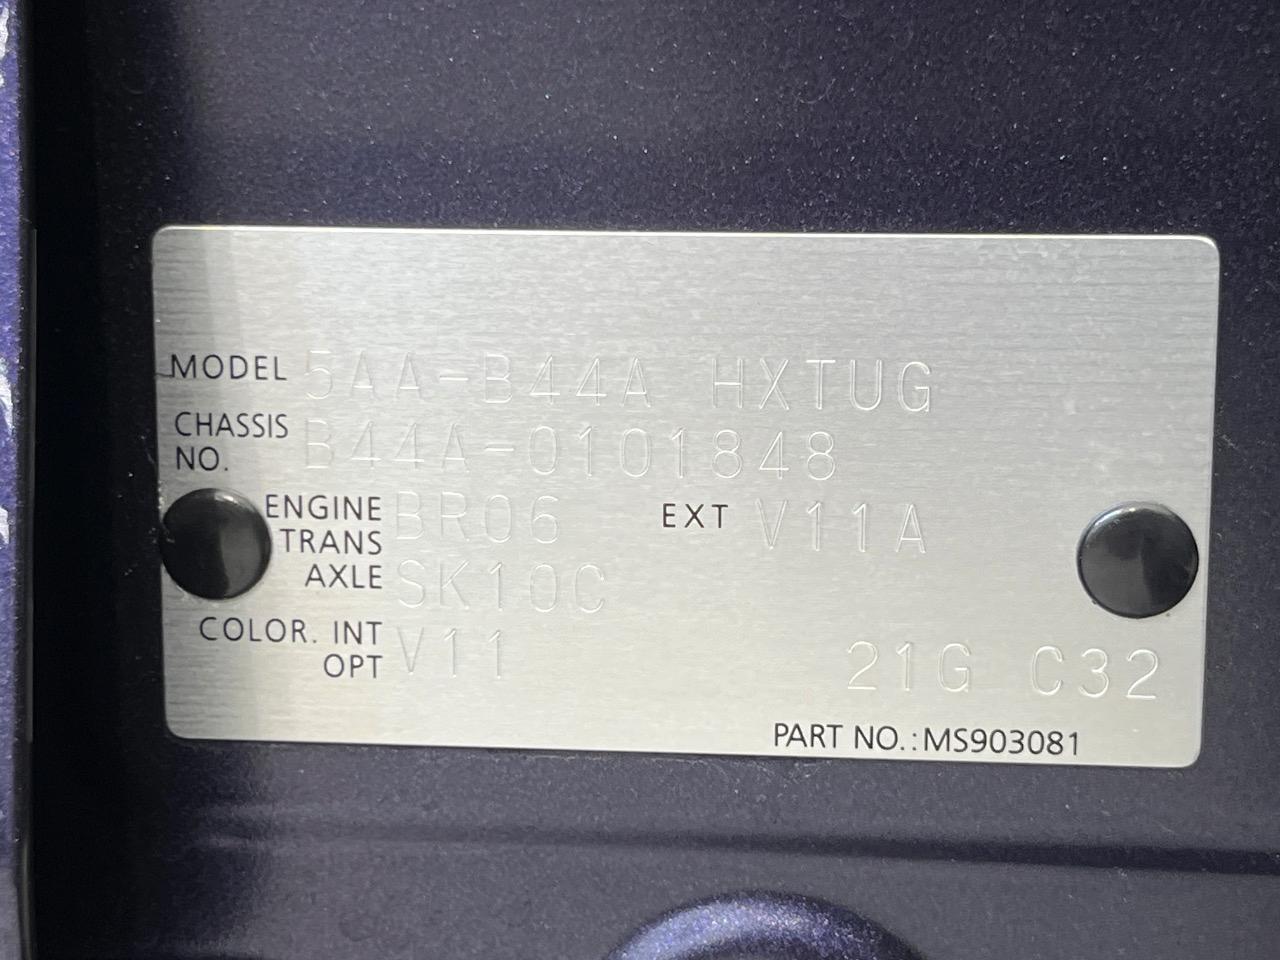 MODEL 5AA-B44A HXTUG
CHASSIS NO. B44A-0101848
ENGINE BR06 EXT V11A
TRANS
AXLE SK10C
COLOR. INT V11
OPT
21G C32
PART NO.: MS903081